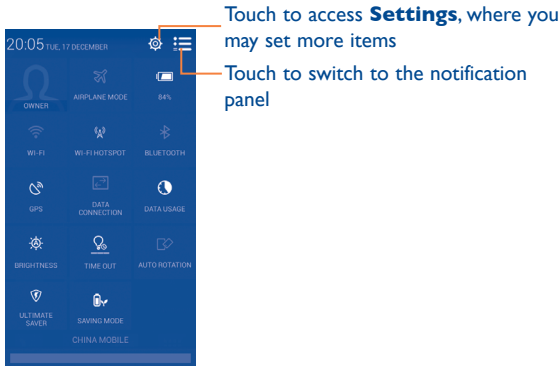 Touch to access Settings, where you
may set more items
Touch to switch to the notification
panel
20:05 TUE, 17 DECEMBER
OWNER
AIRPLANE MODE
84%
WI-FI
WI-FI HOTSPOT
BLUETOOTH
GPS
DATA
CONNECTION
DATA USAGE
BRIGHTNESS
TIME OUT
AUTO ROTATION
ULTIMATE
SAVER
SAVING MODE
CHINA MOBILE